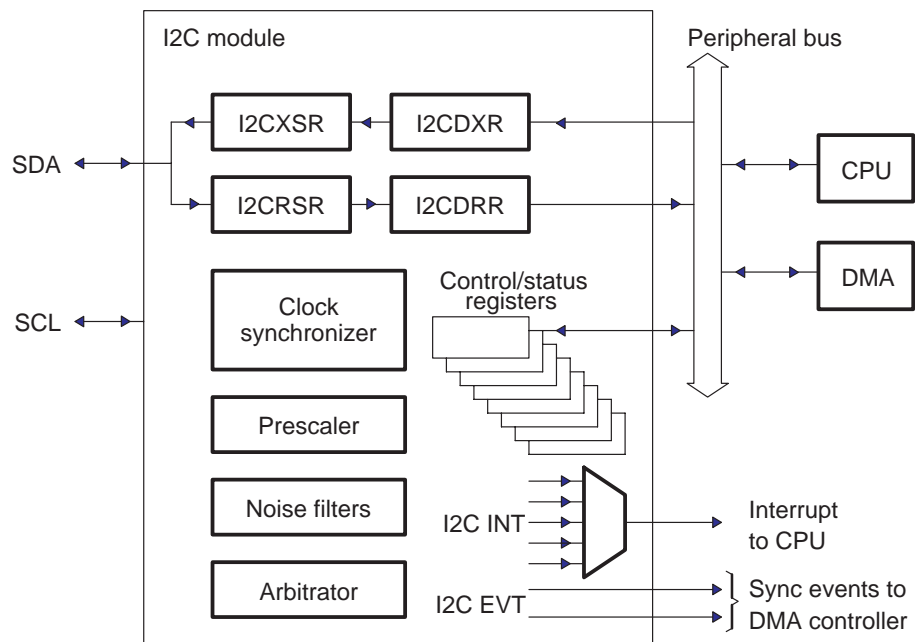 I2C module
Peripheral bus
I2CXSR
I2CDXR
SDA
CPU
I2CRSR
I2CDRR
DMA
Control/status
registers
SCL
Clock
synchronizer
Prescaler
Noise filters
I2C INT
Interrupt
to CPU
Arbitrator
I2C EVT
Sync events to
DMA controller